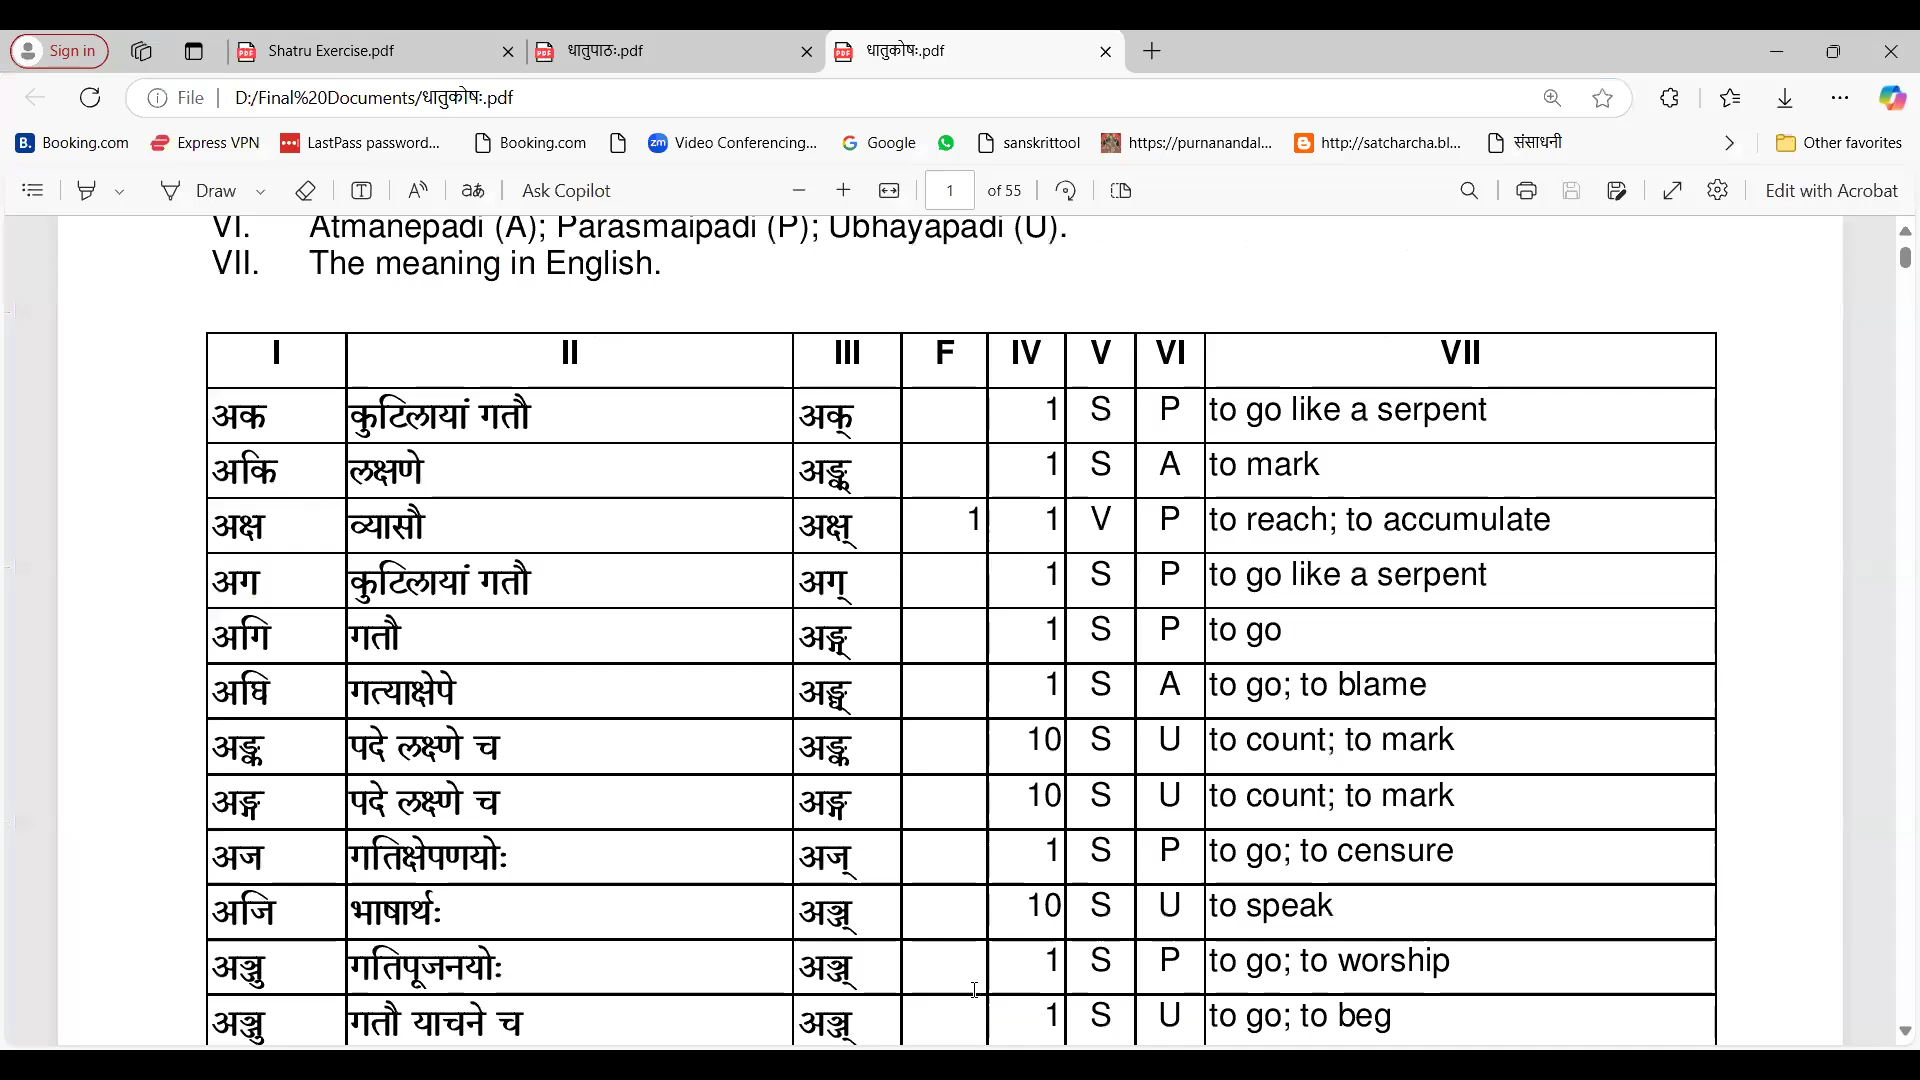 Sign in
Shatru Exercise.pdf
धातुपाठः.pdf
धातुकोषः.pdf
File D:/Final%20Documents/धातुकोषः.pdf
Booking.com Express VPN LastPass password... Booking.com Video Conferencing... Google sanskrittool https://purnanandal... http://satcharcha.bl... संसाधनी Other favorites
Draw Ask Copilot 1 of 55 Edit with Acrobat
VI. Atmanepadi (A); Parasmaipadi (P); Ubhayapadi (U).
VII. The meaning in English.
I II III F IV V VI VII
अक कुटिलायां गतौ अक् 1 S P to go like a serpent
अकि लक्षणे अङ्क् 1 S A to mark
अक्ष व्यासौ अक्ष् 1 1 V P to reach; to accumulate
अग कुटिलायां गतौ अग् 1 S P to go like a serpent
अगि गतौ अङ्ग् 1 S P to go
अघि गत्याक्षेपे अङ्घ् 1 S A to go; to blame
अङ्क पदे लक्ष्णे च अङ्क 10 S U to count; to mark
अङ्ग पदे लक्ष्णे च अङ्ग 10 S U to count; to mark
अज गतिक्षेपणयोः अज् 1 S P to go; to censure
अजि भाषार्थः अञ्ज् 10 S U to speak
अञ्जु गतिपूजनयोः अञ्ज् 1 S P to go; to worship
अञ्जु गतौ याचने च अञ्ज् 1 S U to go; to beg